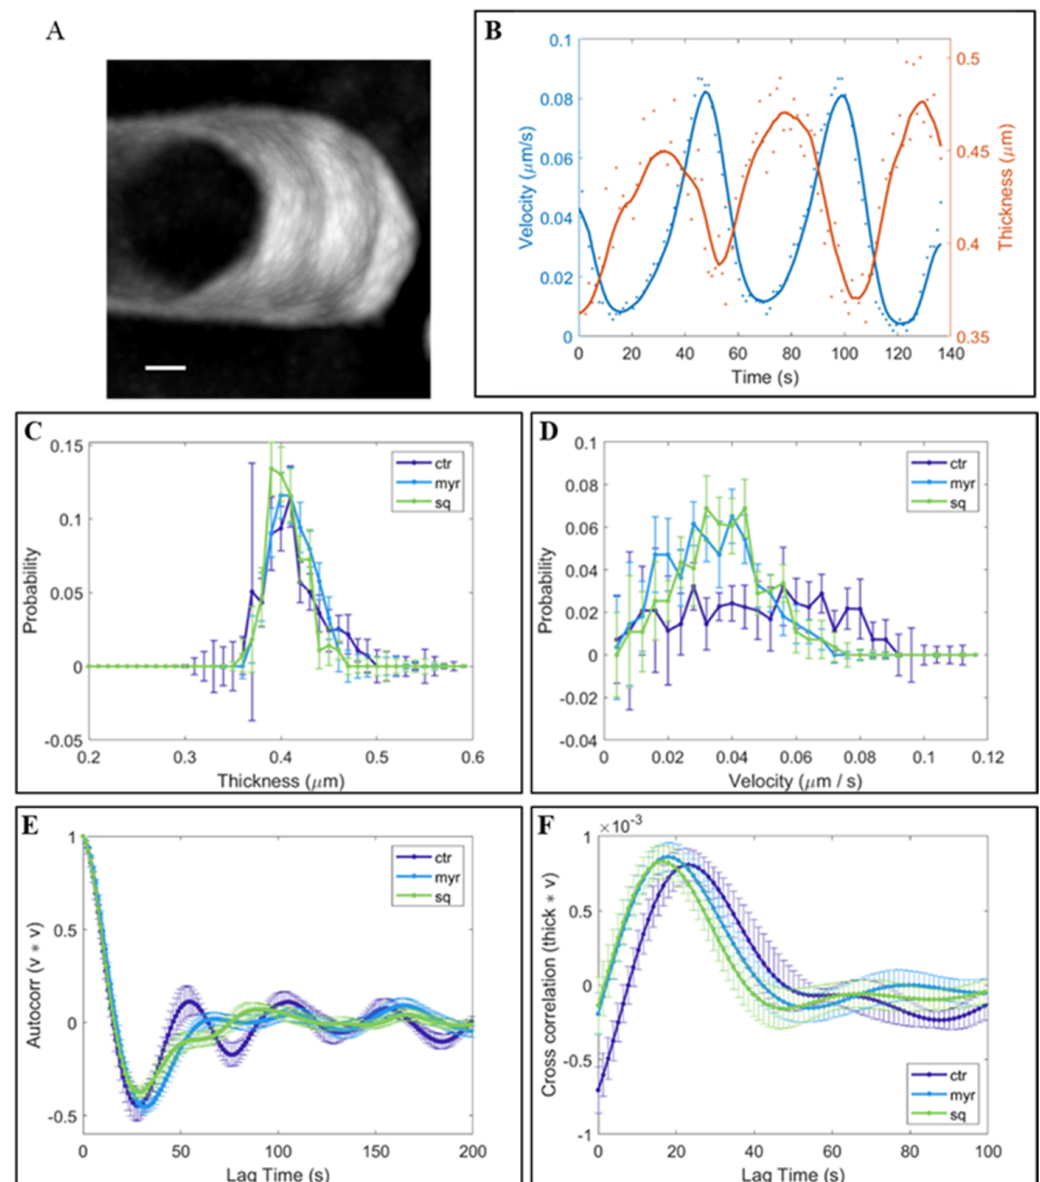 A
B
0.1
0.08
0.06
0.04
0.02
0
Velocity (μm/s)
0.5
0.45
0.4
0.35
Thickness (μm)
0 20 40 60 80 100 120 140
Time (s)
C
0.15
0.1
0.05
0
-0.05
Probability
ctr
myr
sq
0.2 0.3 0.4 0.5 0.6
Thickness (μm)
D
0.1
0.08
0.06
0.04
0.02
0
-0.02
-0.04
Probability
ctr
myr
sq
0 0.02 0.04 0.06 0.08 0.1 0.12
Velocity (μm / s)
E
1
0.5
0
-0.5
Autocorr (v * v)
ctr
myr
sq
0 50 100 150 200
Lag Time (s)
F
×10-3
1
0.5
0
-0.5
-1
Cross correlation (thick * v)
ctr
myr
sq
0 20 40 60 80 100
Lag Time (s)